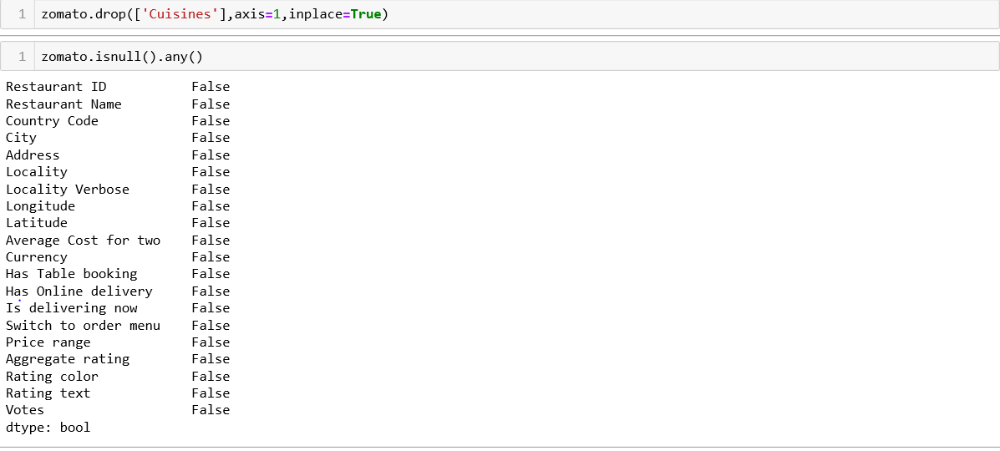 1 zomato.drop(['Cuisines'],axis=1,inplace=True)
1 zomato.isnull().any()
Restaurant ID False
Restaurant Name False
Country Code False
City False
Address False
Locality False
Locality Verbose False
Longitude False
Latitude False
Average Cost for two False
Currency False
Has Table booking False
Has Online delivery False
Is delivering now False
Switch to order menu False
Price range False
Aggregate rating False
Rating color False
Rating text False
Votes False
dtype: bool